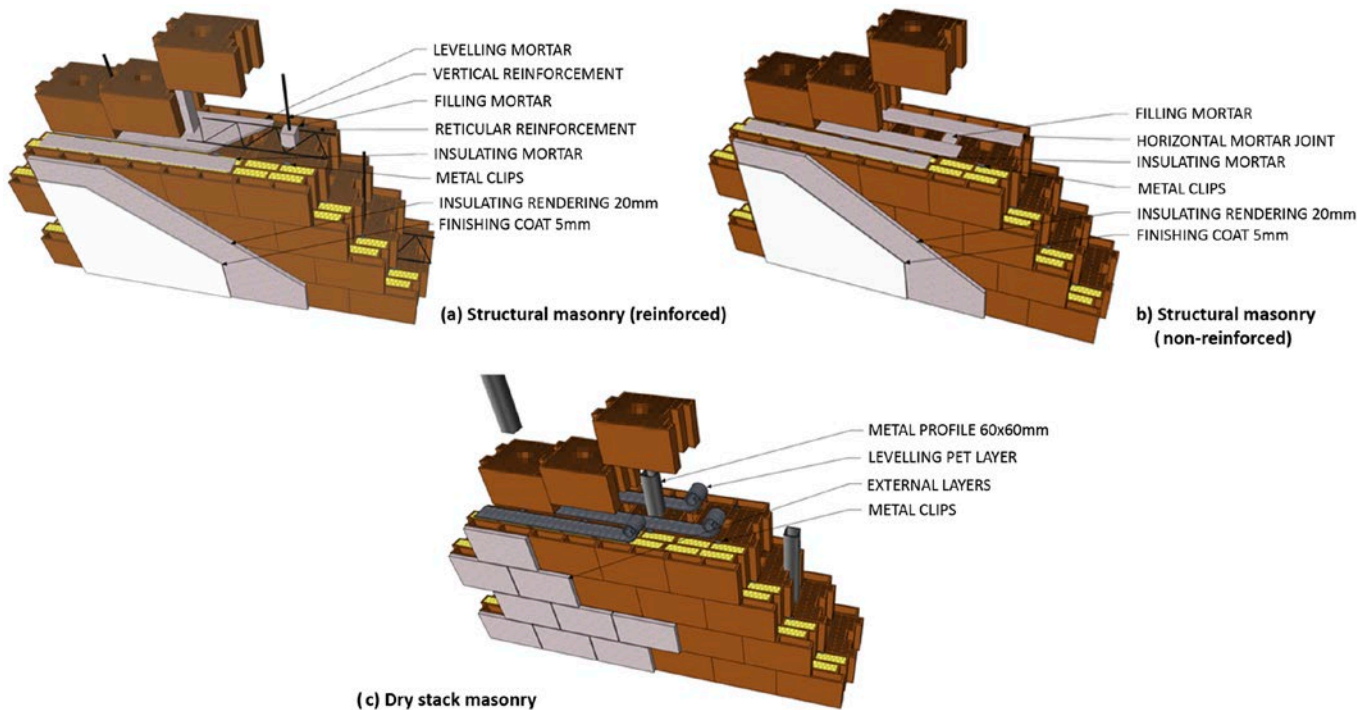 LEVELLING MORTAR
VERTICAL REINFORCEMENT
FILLING MORTAR
RETICULAR REINFORCEMENT
INSULATING MORTAR
METAL CLIPS
INSULATING RENDERING 20mm
FINISHING COAT 5mm
(a) Structural masonry (reinforced)
FILLING MORTAR
HORIZONTAL MORTAR JOINT
INSULATING MORTAR
METAL CLIPS
INSULATING RENDERING 20mm
FINISHING COAT 5mm
b) Structural masonry
(non-reinforced)
METAL PROFILE 60x60mm
LEVELLING PET LAYER
EXTERNAL LAYERS
METAL CLIPS
(c) Dry stack masonry